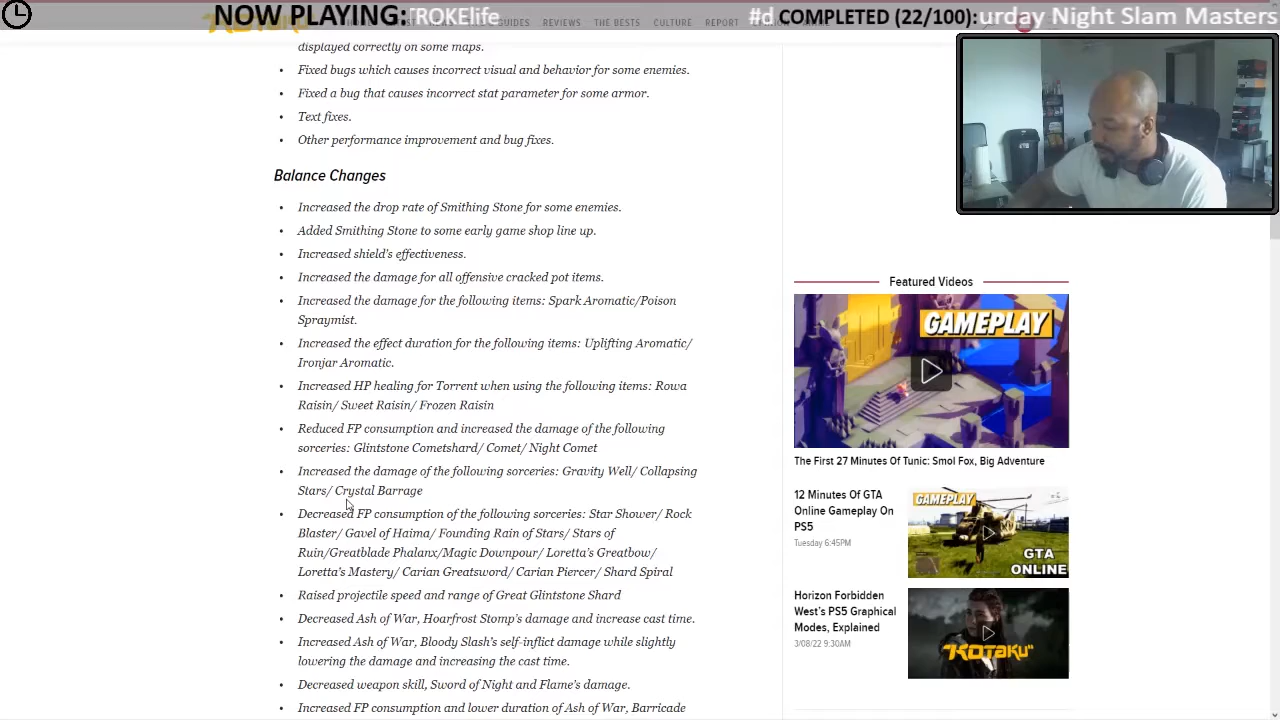 NOW PLAYING:
TROKElife
#d COMPLETED (22/100):
urday Night Slam Masters
GUIDES
REVIEWS
THE BESTS
CULTURE
REPORT
displayed correctly on some maps.
• Fixed bugs which causes incorrect visual and behavior for some enemies.
• Fixed a bug that causes incorrect stat parameter for some armor.
• Text fixes.
• Other performance improvement and bug fixes.
Balance Changes
• Increased the drop rate of Smithing Stone for some enemies.
• Added Smithing Stone to some early game shop line up.
• Increased shield's effectiveness.
• Increased the damage for all offensive cracked pot items.
• Increased the damage for the following items: Spark Aromatic/Poison
Spraymist.
• Increased the effect duration for the following items: Uplifting Aromatic/
Ironjar Aromatic.
• Increased HP healing for Torrent when using the following items: Rowa
Raisin/ Sweet Raisin/ Frozen Raisin
• Reduced FP consumption and increased the damage of the following
sorceries: Glintstone Cometshard/ Comet/ Night Comet
• Increased the damage of the following sorceries: Gravity Well/ Collapsing
Stars/ Crystal Barrage
• Decreased FP consumption of the following sorceries: Star Shower/ Rock
Blaster/ Gavel of Haima/ Founding Rain of Stars/ Stars of
Ruin/Greatblade Phalanx/Magic Downpour/ Loretta's Greatbow/
Loretta's Mastery/ Carian Greatsword/ Carian Piercer/ Shard Spiral
• Raised projectile speed and range of Great Glintstone Shard
• Decreased Ash of War, Hoarfrost Stomp's damage and increase cast time.
• Increased Ash of War, Bloody Slash's self-inflict damage while slightly
lowering the damage and increasing the cast time.
• Decreased weapon skill, Sword of Night and Flame's damage.
• Increased FP consumption and lower duration of Ash of War, Barricade
Featured Videos
GAMEPLAY
The First 27 Minutes Of Tunic: Smol Fox, Big Adventure
12 Minutes Of GTA
Online Gameplay On
PS5
Tuesday 6:45PM
GAMEPLAY
GTA
ONLINE
Horizon Forbidden
West's PS5 Graphical
Modes, Explained
3/08/22 9:30AM
"KOTaKU"